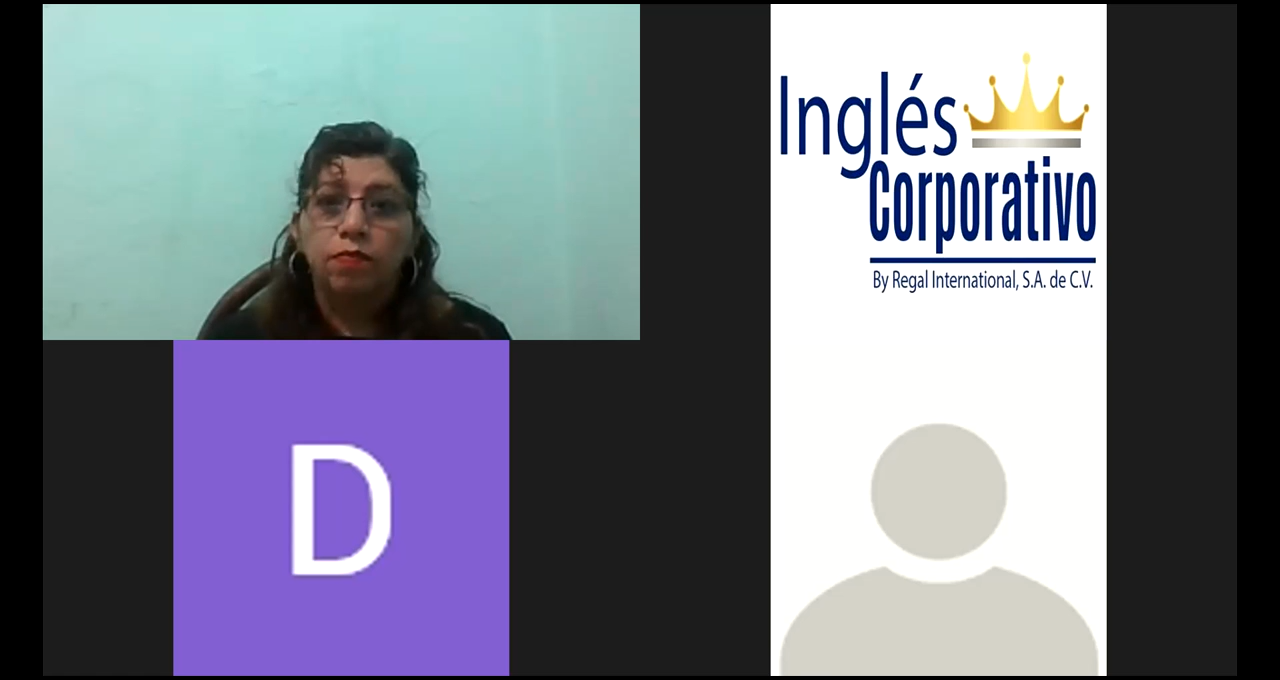 Inglés
Corporativo
By Regal International, S.A. de C.V.
D